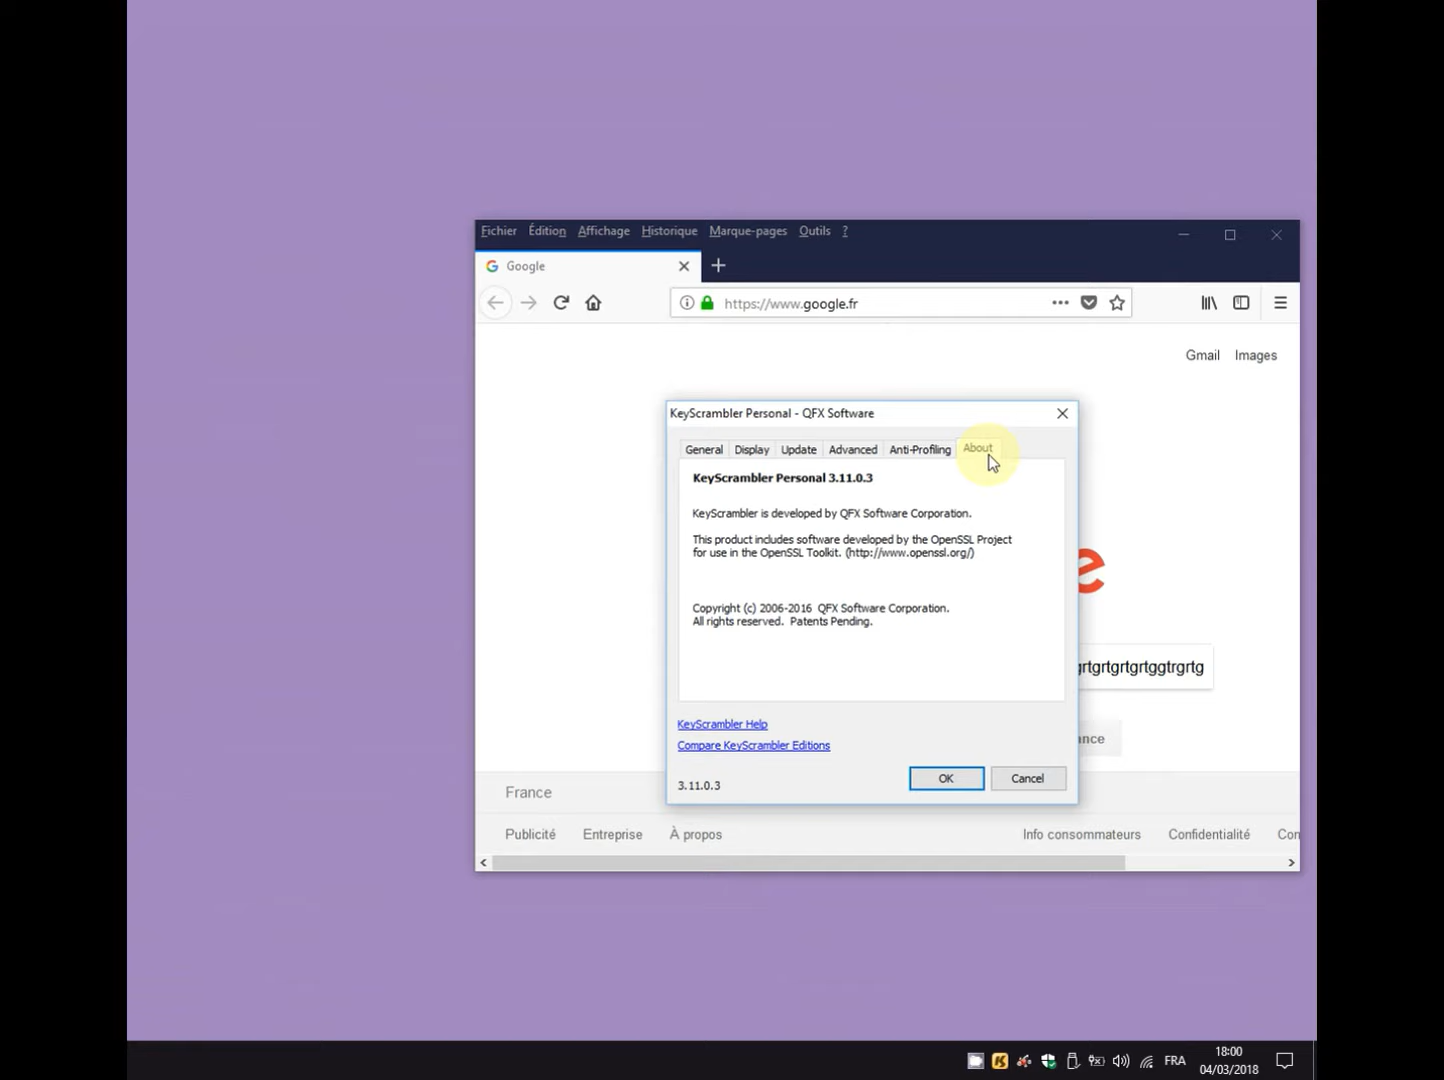 Fichier Édition Affichage Historique Marque-pages Outils ?
Google
https://www.google.fr
Gmail Images
KeyScrambler Personal - QFX Software
General Display Update Advanced Anti-Profiling About
KeyScrambler Personal 3.11.0.3
KeyScrambler is developed by QFX Software Corporation.
This product includes software developed by the OpenSSL Project
for use in the OpenSSL Toolkit. (http://www.openssl.org/)
Copyright (c) 2006-2016 QFX Software Corporation.
All rights reserved. Patents Pending.
e
grtgrtgrtgrtggtrgrtg
KeyScrambler Help
ance
Compare KeyScrambler Editions
3.11.0.3
OK Cancel
France
Publicité Entreprise À propos Info consommateurs Confidentialité Con
FRA
18:00
04/03/2018